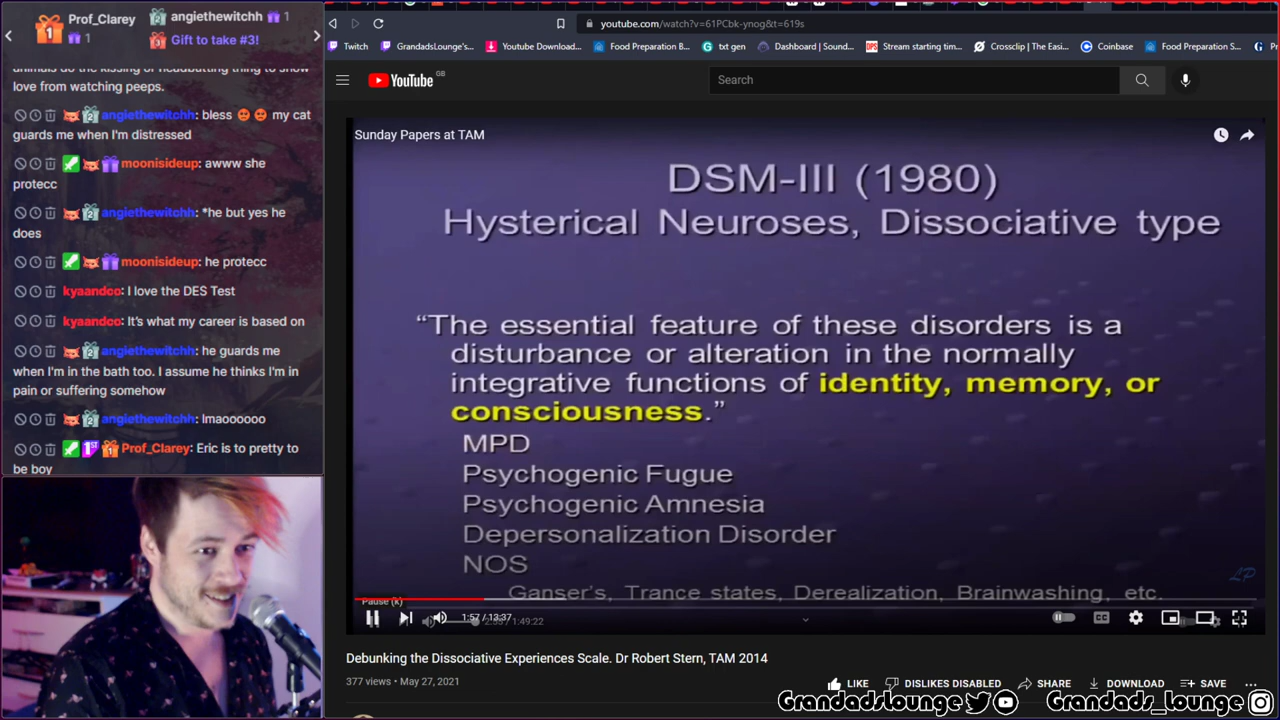 Prof_Clarey
1
1
angiethewitchh 1
Gift to take #3!
love from watching peeps.
angiethewitchh: bless my cat
guards me when I'm distressed
moonisideup: awww she
protecc
angiethewitchh: *he but yes he
does
moonisideup: he protecc
kyaandco: I love the DES Test
kyaandco: It's what my career is based on
angiethewitchh: he guards me
when I'm in the bath too. I assume he thinks I'm in
pain or suffering somehow
angiethewitchh: lmaoooooo
Prof_Clarey: Eric is to pretty to
be boy
youtube.com/watch?v=61PCbk-ynog&t=619s
Twitch
GrandadsLounge's...
Youtube Download...
Food Preparation B...
txt gen
Dashboard | Sound...
Stream starting tim...
Crossclip | The Easi...
Coinbase
Food Preparation S...
YouTube GB
Search
Sunday Papers at TAM
DSM-III (1980)
Hysterical Neuroses, Dissociative type
“The essential feature of these disorders is a
disturbance or alteration in the normally
integrative functions of identity, memory, or
consciousness.”
MPD
Psychogenic Fugue
Psychogenic Amnesia
Depersonalization Disorder
NOS
Ganser's, Trance states, Derealization, Brainwashing, etc.
LP
Pause (k)
1:57 / 13:37
1:49:22
CC
Debunking the Dissociative Experiences Scale. Dr Robert Stern, TAM 2014
377 views • May 27, 2021
LIKE
DISLIKES DISABLED
SHARE
DOWNLOAD
SAVE
Grandadslounge
Grandads_lounge